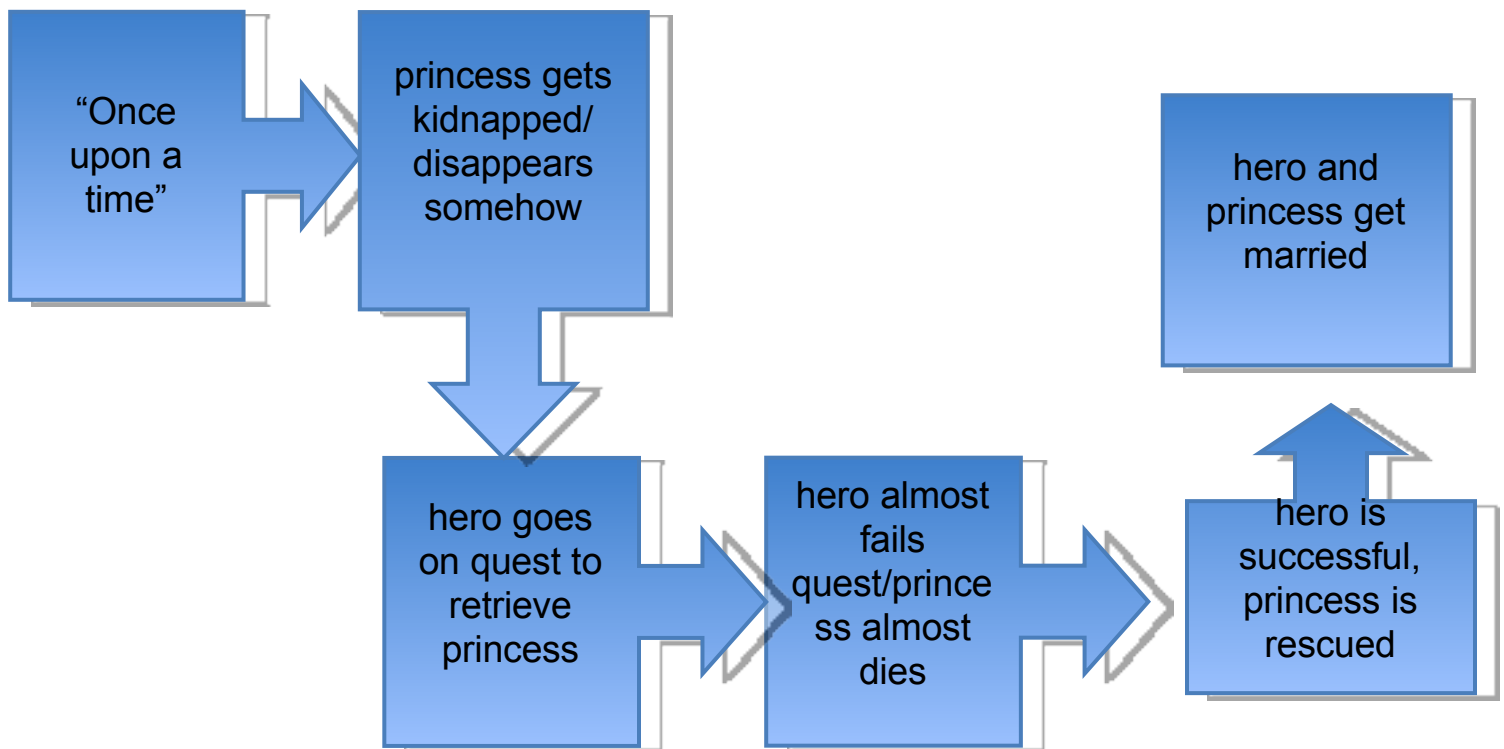 “Once
upon a
time”
princess gets
kidnapped/
disappears
somehow
hero goes
on quest to
retrieve
princess
hero almost
fails
quest/prince
ss almost
dies
hero is
successful,
princess is
rescued
hero and
princess get
married